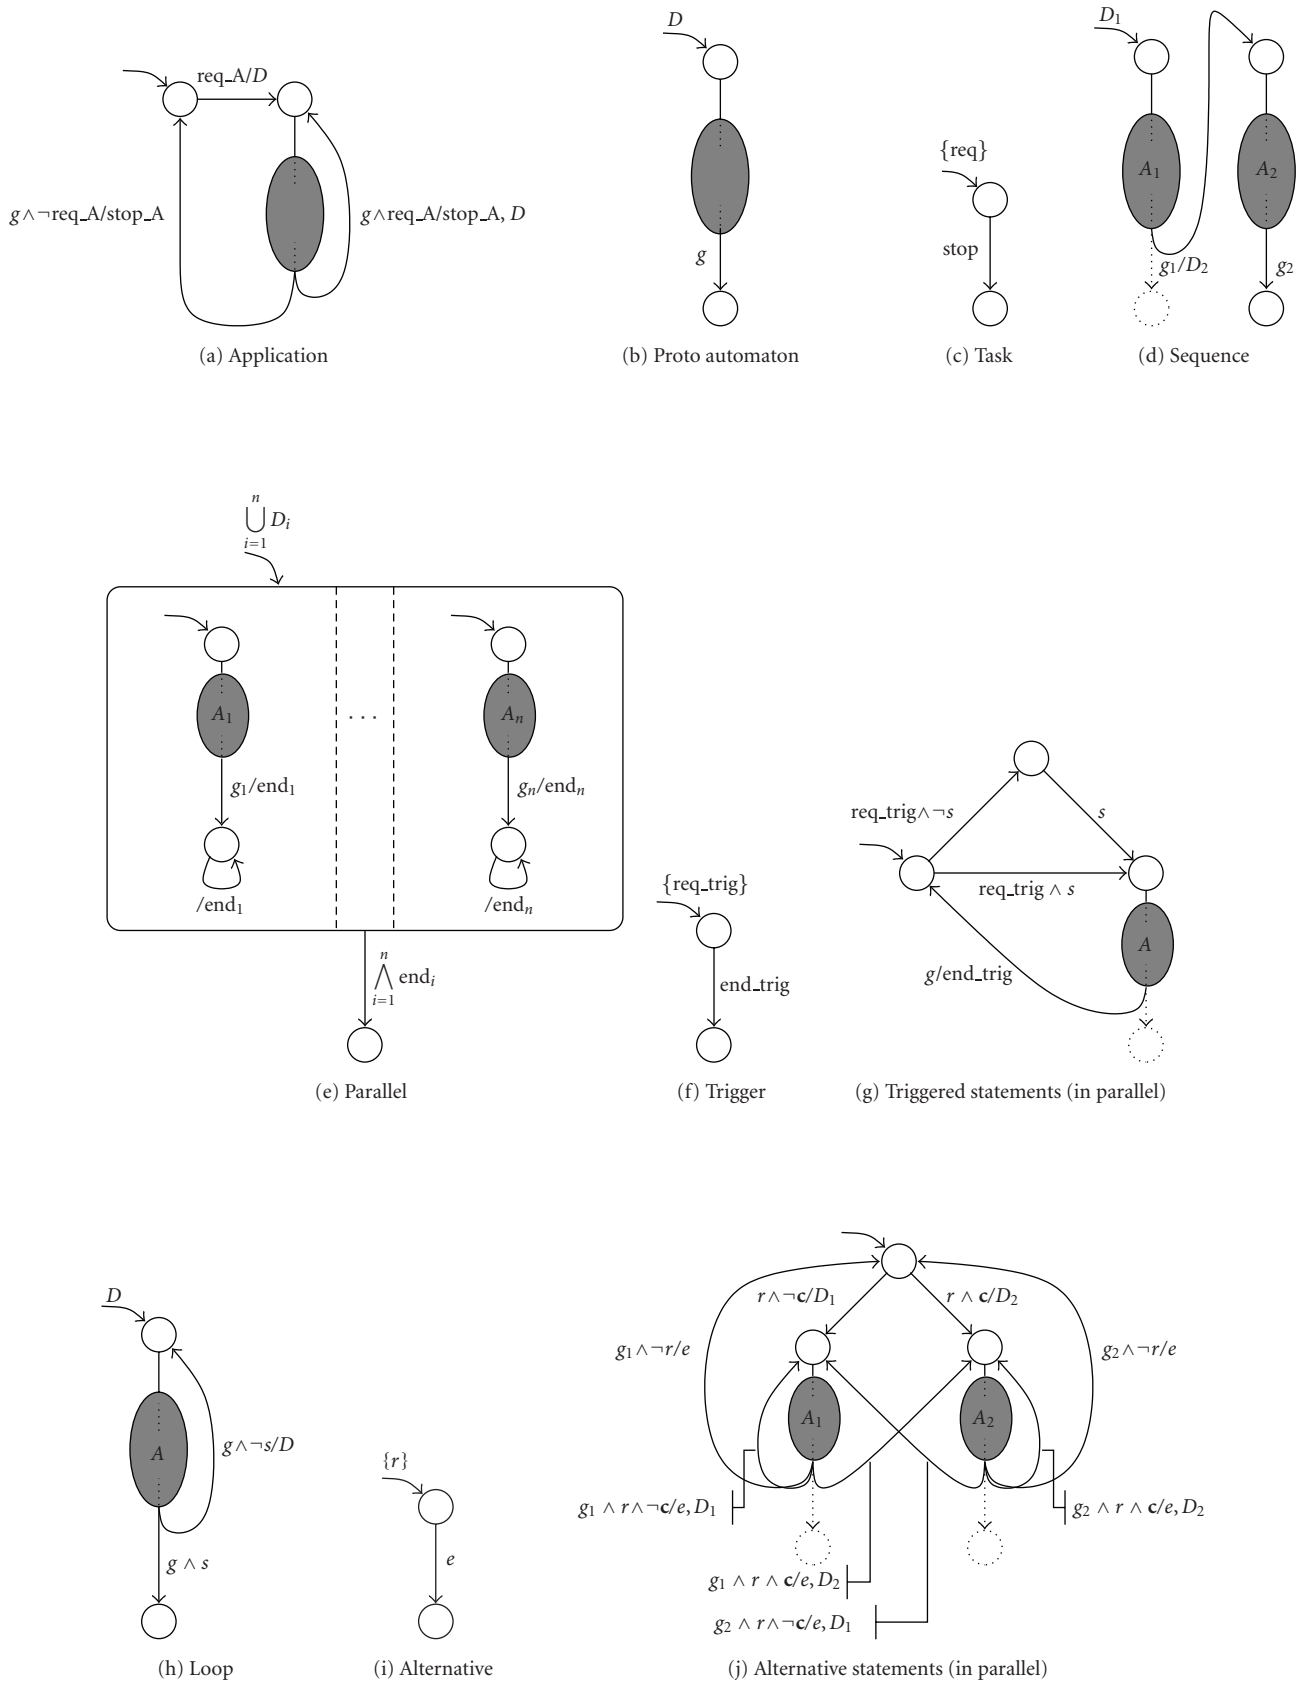 req_A/D
g∧¬req_A/stop_A
g∧req_A/stop_A, D
(a) Application
D
g
(b) Proto automaton
{req}
stop
(c) Task
D₁
A₁
A₂
g₁/D₂
g₂
(d) Sequence
n
⋃ Dᵢ
i=1
A₁
. . .
Aₙ
g₁/end₁
gₙ/endₙ
/end₁
/endₙ
n
⋀ endᵢ
i=1
(e) Parallel
{req_trig}
end_trig
(f) Trigger
req_trig∧¬s
s
req_trig ∧ s
A
g/end_trig
(g) Triggered statements (in parallel)
D
A
g∧¬s/D
g ∧ s
(h) Loop
{r}
e
(i) Alternative
r∧¬c/D₁
r ∧ c/D₂
g₁∧¬r/e
g₂∧¬r/e
A₁
A₂
g₁ ∧ r∧¬c/e, D₁
g₂ ∧ r ∧ c/e, D₂
g₁ ∧ r ∧ c/e, D₂
g₂ ∧ r∧¬c/e, D₁
(j) Alternative statements (in parallel)